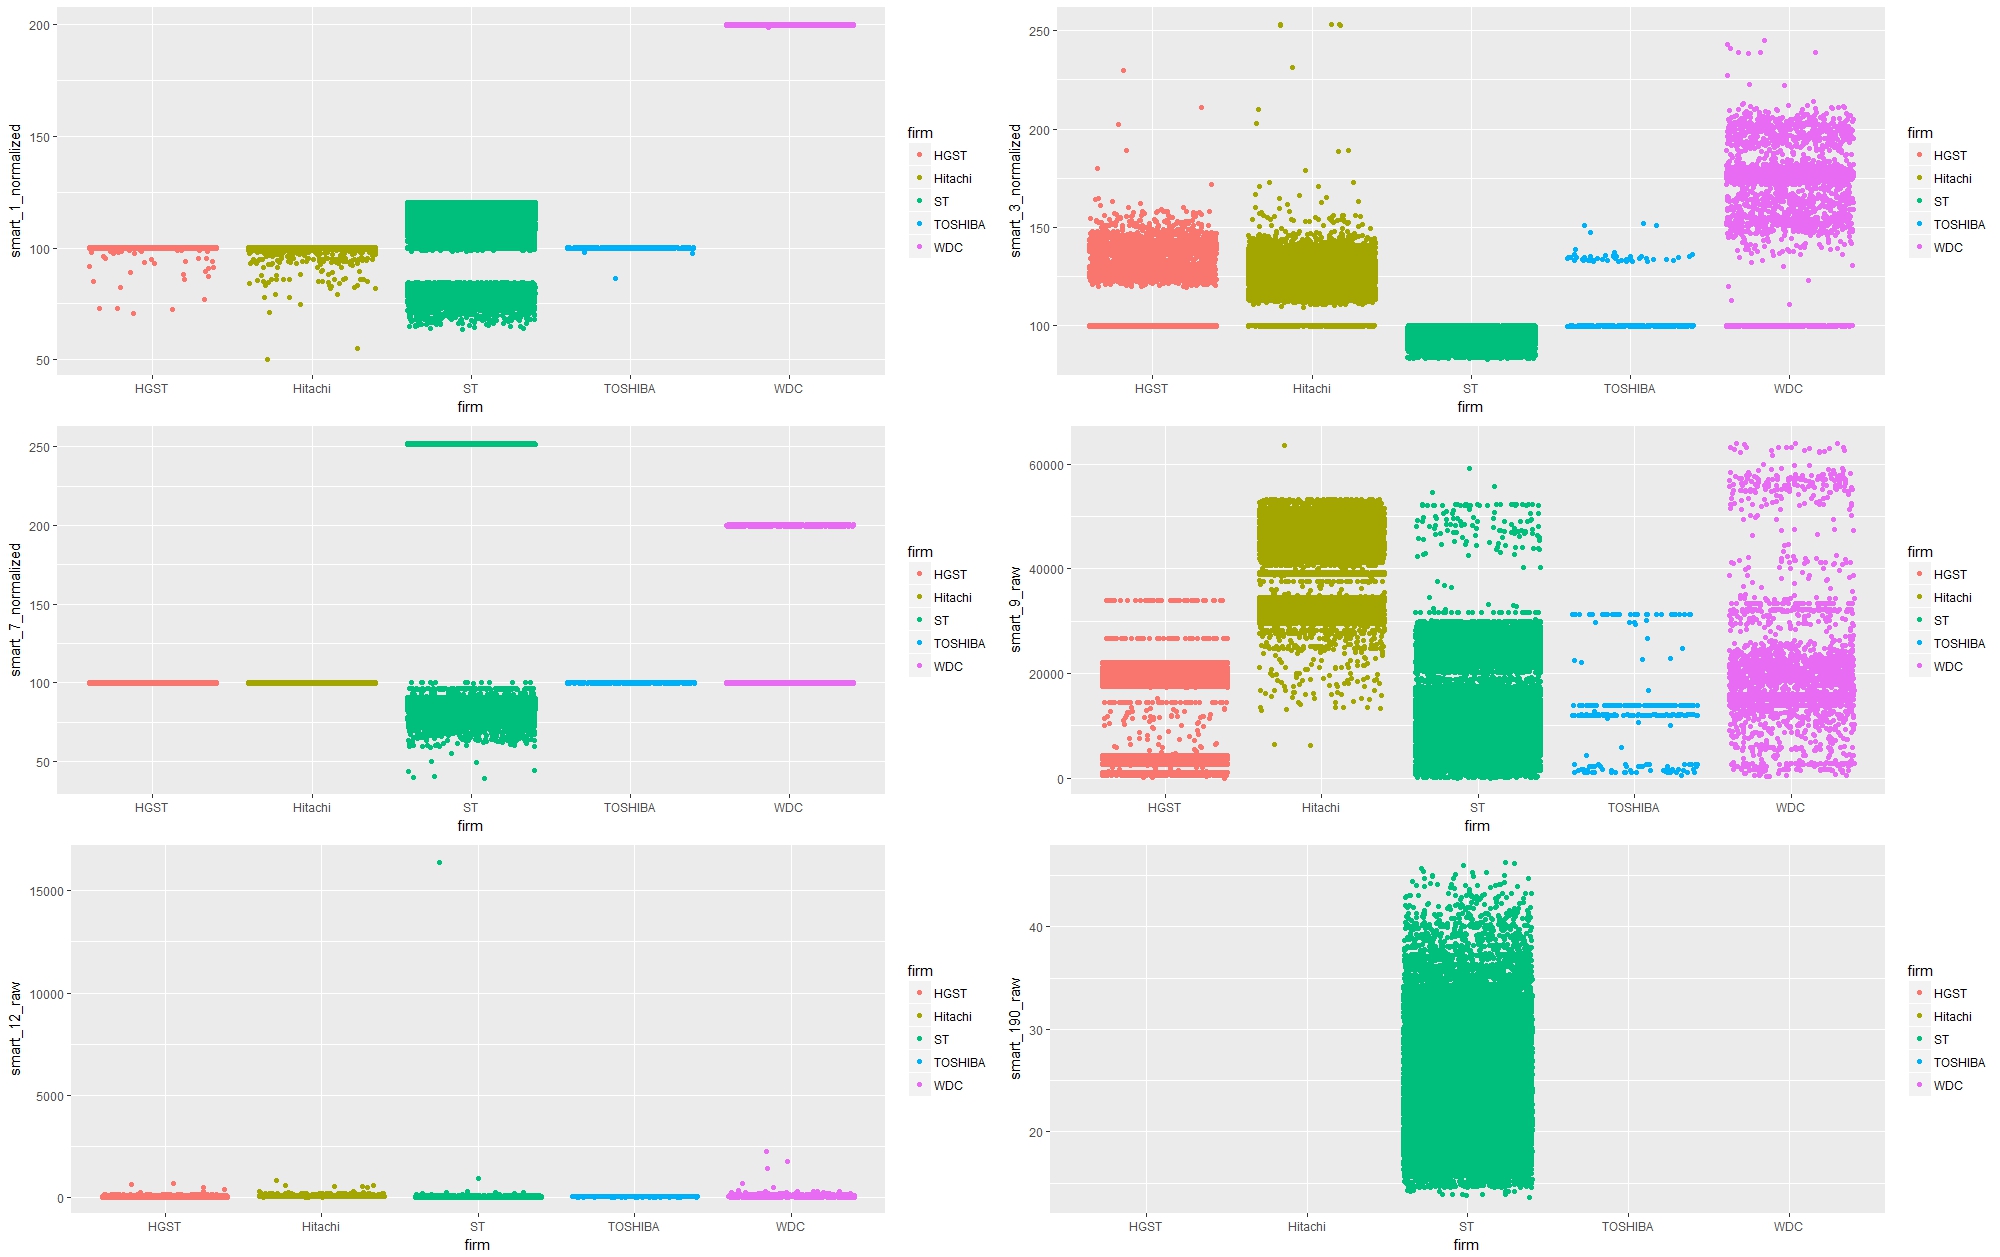 smart_1_normalized
200
150
100
50
HGST Hitachi ST TOSHIBA WDC
firm
firm
HGST
Hitachi
ST
TOSHIBA
WDC
smart_3_normalized
250
200
150
100
HGST Hitachi ST TOSHIBA WDC
firm
firm
HGST
Hitachi
ST
TOSHIBA
WDC
smart_7_normalized
250
200
150
100
50
HGST Hitachi ST TOSHIBA WDC
firm
firm
HGST
Hitachi
ST
TOSHIBA
WDC
smart_9_raw
60000
40000
20000
0
HGST Hitachi ST TOSHIBA WDC
firm
firm
HGST
Hitachi
ST
TOSHIBA
WDC
smart_12_raw
15000
10000
5000
0
HGST Hitachi ST TOSHIBA WDC
firm
firm
HGST
Hitachi
ST
TOSHIBA
WDC
smart_190_raw
40
30
20
HGST Hitachi ST TOSHIBA WDC
firm
firm
HGST
Hitachi
ST
TOSHIBA
WDC